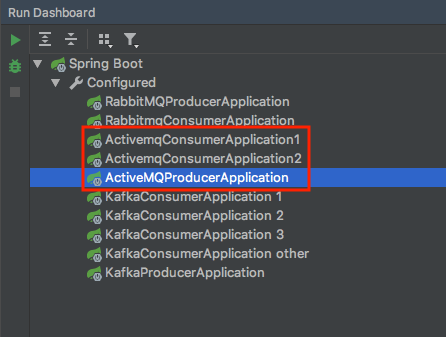 Run Dashboard
Spring Boot
Configured
RabbitMQProducerApplication
RabbitmqConsumerApplication
ActivemqConsumerApplication1
ActivemqConsumerApplication2
ActiveMQProducerApplication
KafkaConsumerApplication 1
KafkaConsumerApplication 2
KafkaConsumerApplication 3
KafkaConsumerApplication other
KafkaProducerApplication